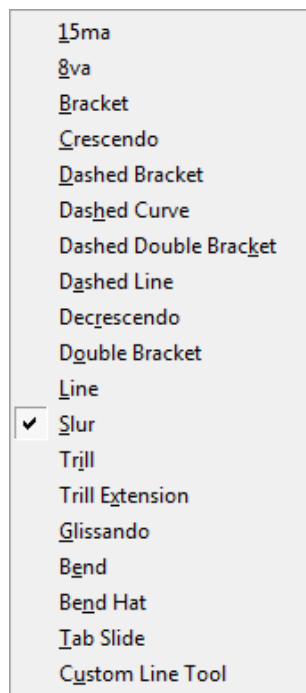 15ma
8va
Bracket
Crescendo
Dashed Bracket
Dashed Curve
Dashed Double Bracket
Dashed Line
Decrescendo
Double Bracket
Line
Slur
Trill
Trill Extension
Glissando
Bend
Bend Hat
Tab Slide
Custom Line Tool